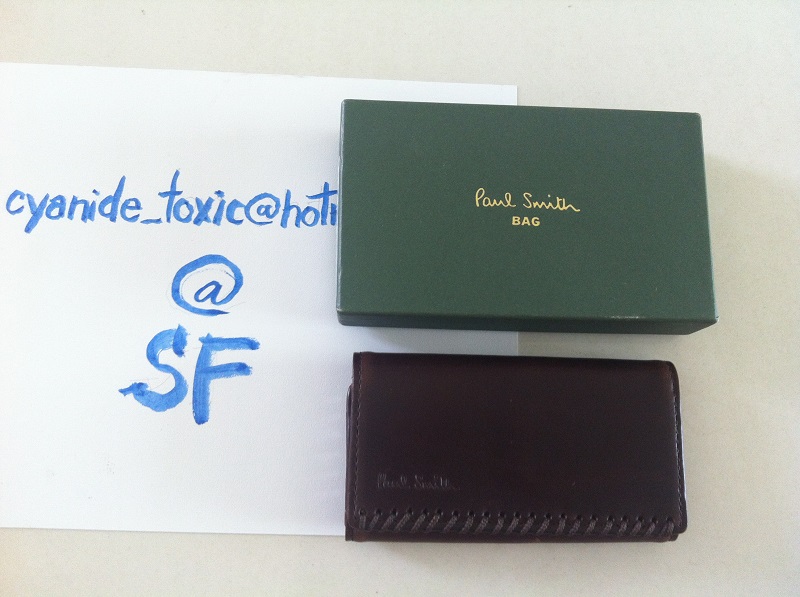 cyanide_toxic@hot
@
SF
Paul Smith
BAG
Paul Smith